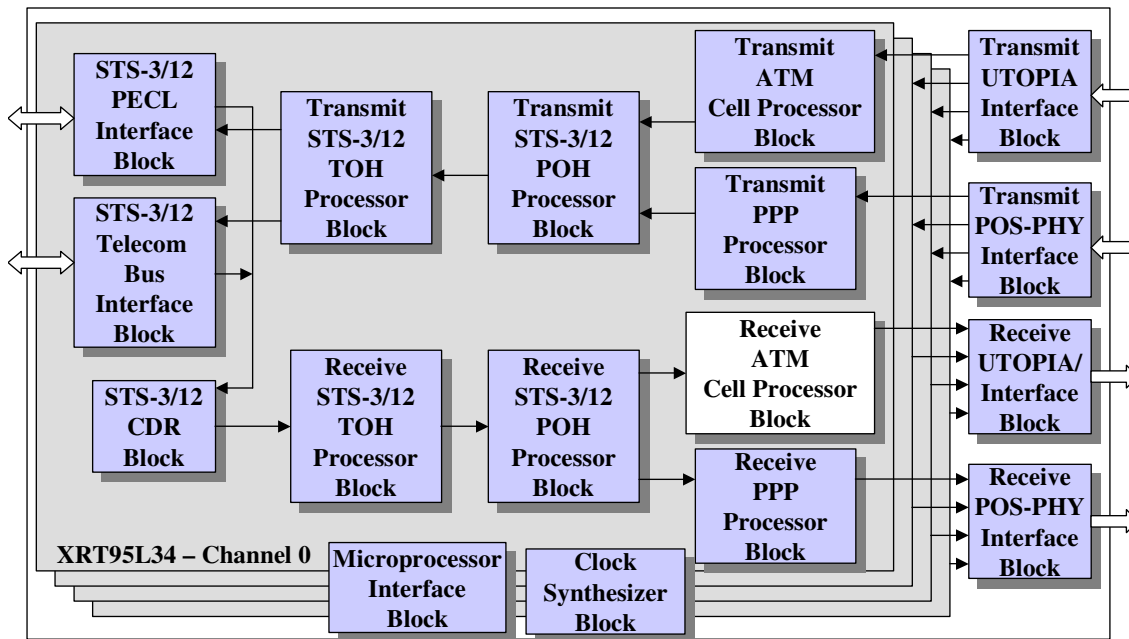 STS-3/12
PECL
Interface
Block
Transmit
STS-3/12
TOH
Processor
Block
Transmit
STS-3/12
POH
Processor
Block
Transmit
ATM
Cell Processor
Block
Transmit
UTOPIA
Interface
Block
STS-3/12
Telecom
Bus
Interface
Block
Transmit
PPP
Processor
Block
Transmit
POS-PHY
Interface
Block
STS-3/12
CDR
Block
Receive
STS-3/12
TOH
Processor
Block
Receive
STS-3/12
POH
Processor
Block
Receive
ATM
Cell Processor
Block
Receive
UTOPIA/
Interface
Block
Receive
PPP
Processor
Block
Receive
POS-PHY
Interface
Block
XRT95L34 – Channel 0
Microprocessor
Interface
Block
Clock
Synthesizer
Block